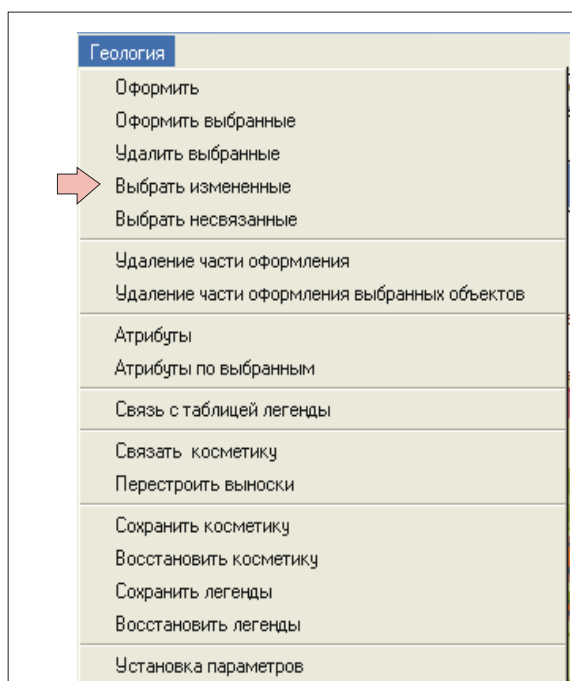 Геология
Оформить
Оформить выбранные
Удалить выбранные
Выбрать измененные
Выбрать несвязанные
Удаление части оформления
Удаление части оформления выбранных объектов
Атрибуты
Атрибуты по выбранным
Связь с таблицей легенды
Связать косметику
Перестроить выноски
Сохранить косметику
Восстановить косметику
Сохранить легенды
Восстановить легенды
Установка параметров